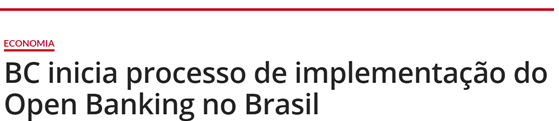 ECONOMIA
BC inicia processo de implementação do
Open Banking no Brasil